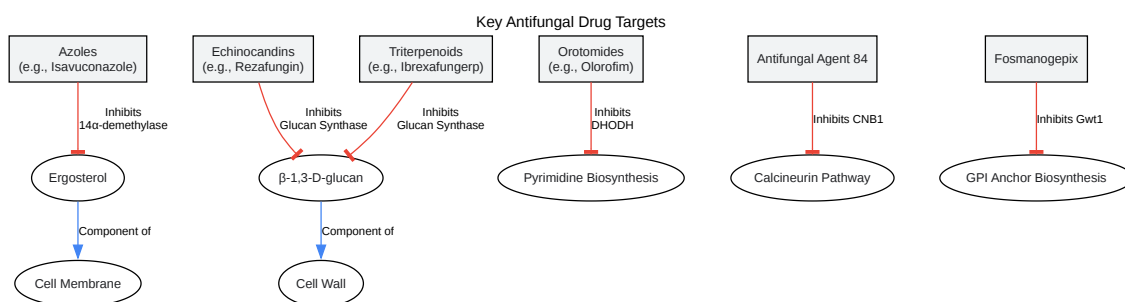 Key Antifungal Drug Targets
Azoles
(e.g., Isavuconazole)
Echinocandins
(e.g., Rezafungin)
Triterpenoids
(e.g., Ibrexafungerp)
Orotomides
(e.g., Olorofim)
Antifungal Agent 84
Fosmanogepix
Inhibits
14α-demethylase
Inhibits
Glucan Synthase
Inhibits
Glucan Synthase
Inhibits
DHODH
Inhibits CNB1
Inhibits Gwt1
Ergosterol
β-1,3-D-glucan
Pyrimidine Biosynthesis
Calcineurin Pathway
GPI Anchor Biosynthesis
Component of
Component of
Cell Membrane
Cell Wall